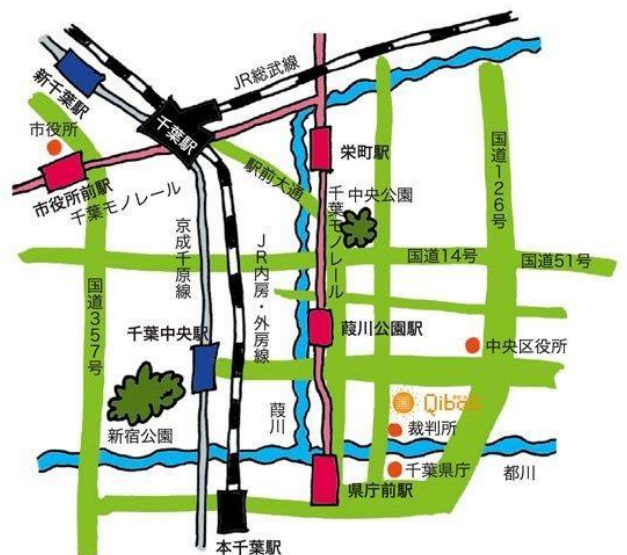 新千葉駅
JR総武線
千葉駅
市役所
市役所前駅
千葉モノレール
栄町駅
駅前大通
千葉モノレール
中央公園
国道126号
国道14号
国道51号
京成千原線
JR内房・外房線
国道357号
千葉中央駅
葭川公園駅
中央区役所
新宿公園
葭川
Qiball
裁判所
千葉県庁
都川
県庁前駅
本千葉駅